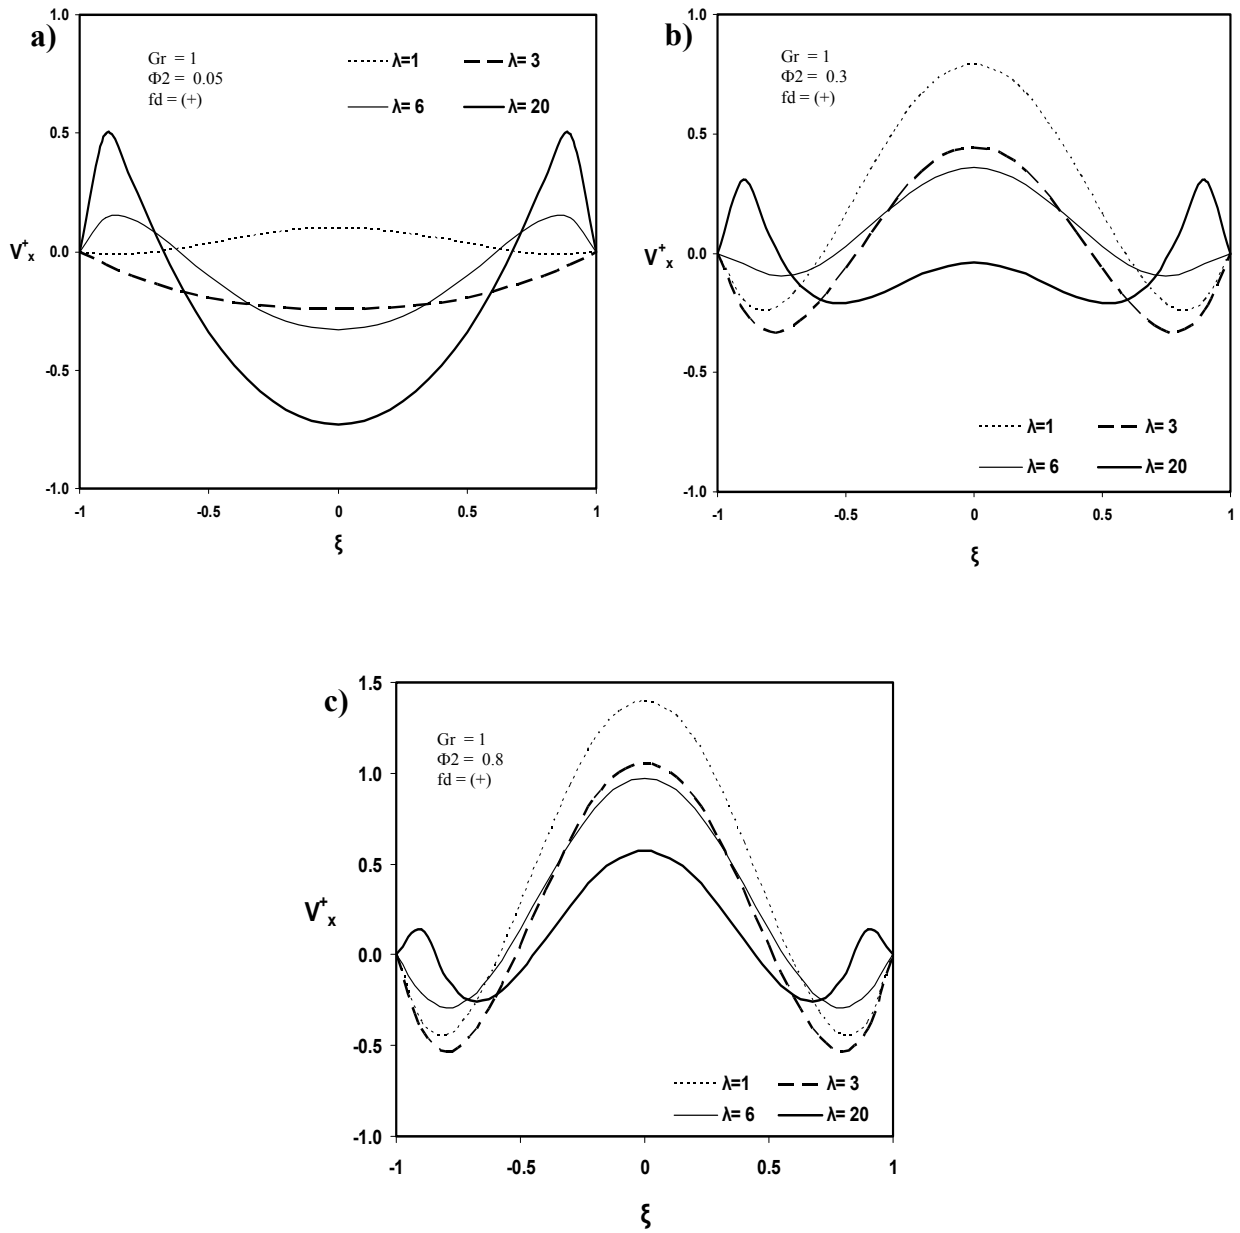 a)
Gr = 1
Φ2 = 0.05
fd = (+)
λ=1
λ= 3
λ= 6
λ= 20
1.0
0.5
0.0
-0.5
-1.0
V+x
-1
-0.5
0
0.5
1
ξ
b)
Gr = 1
Φ2 = 0.3
fd = (+)
1.0
0.5
0.0
-0.5
-1.0
V+x
λ=1
λ= 3
λ= 6
λ= 20
-1
-0.5
0
0.5
1
ξ
c)
Gr = 1
Φ2 = 0.8
fd = (+)
1.5
1.0
0.5
0.0
-0.5
-1.0
V+x
λ=1
λ= 3
λ= 6
λ= 20
-1
-0.5
0
0.5
1
ξ